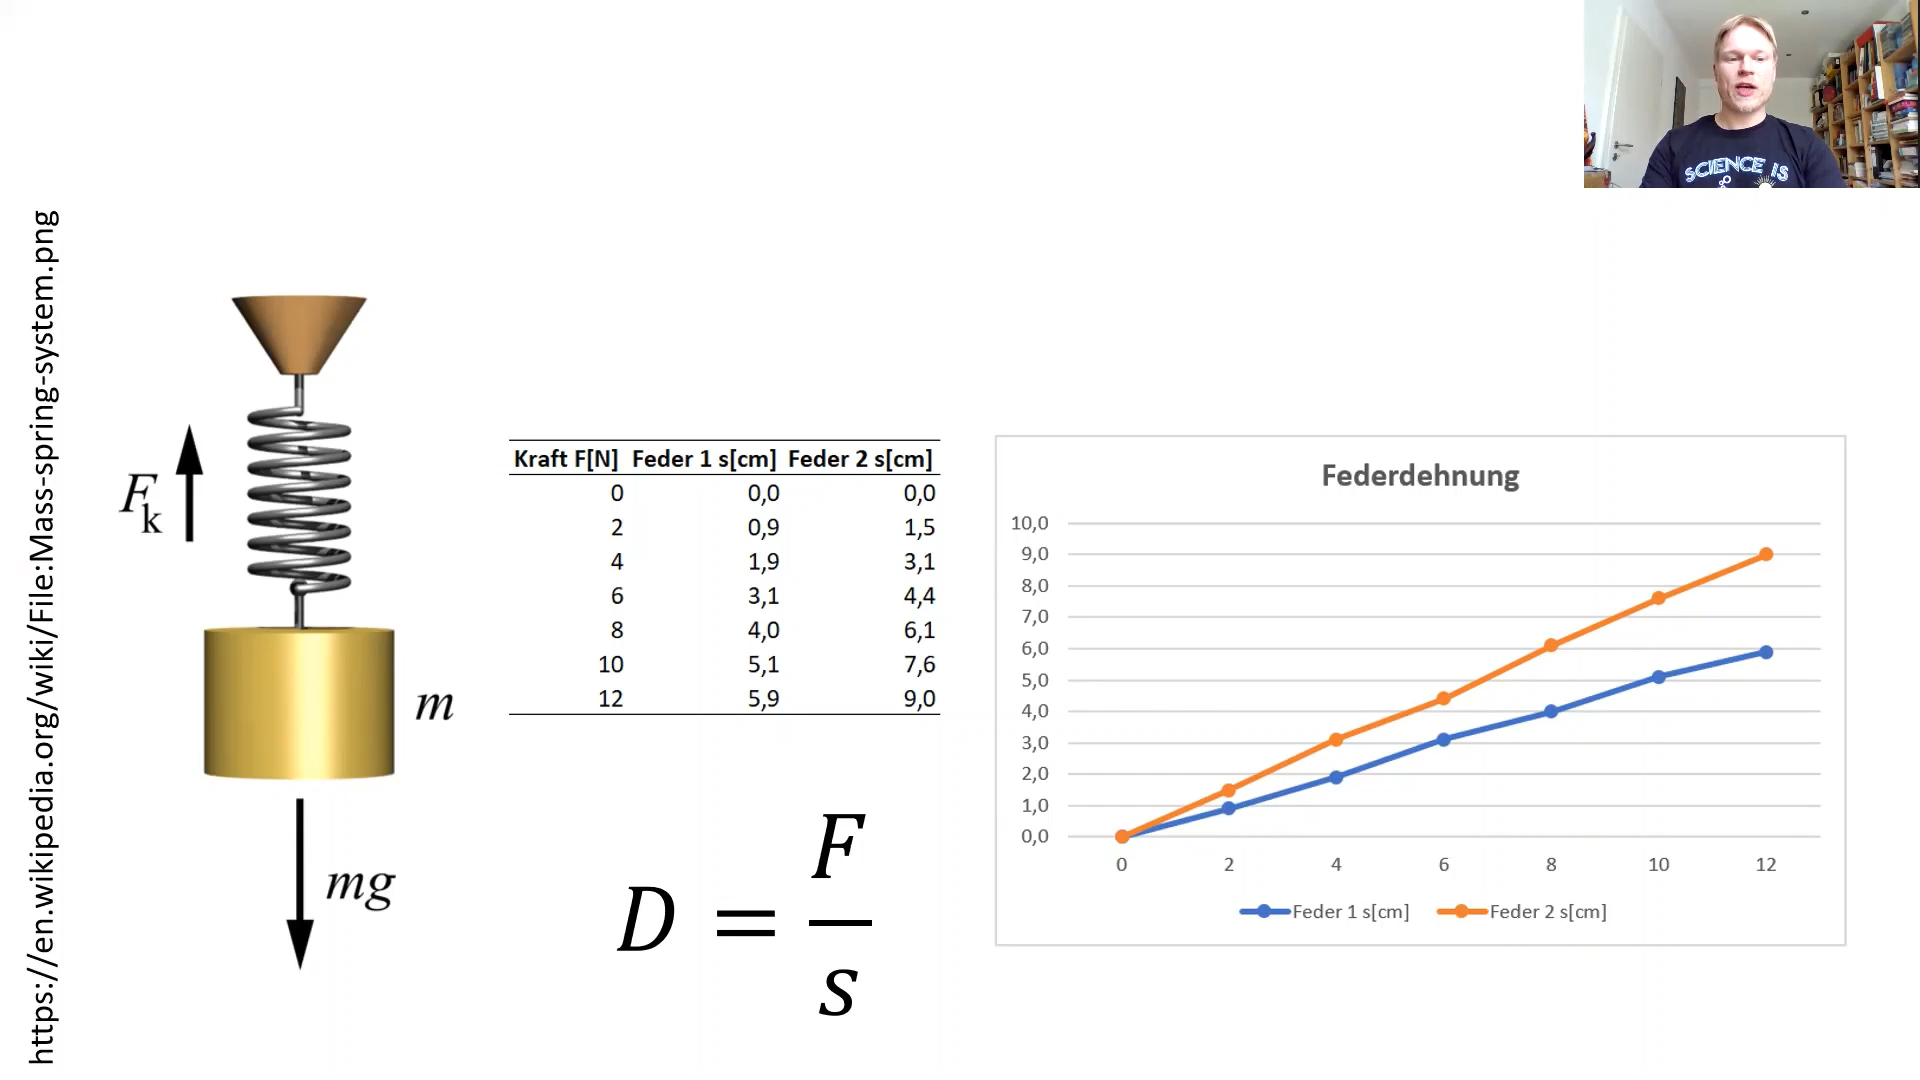 SCIENCE IS
https://en.wikipedia.org/wiki/File:Mass-spring-system.png
F
k
m
mg
Kraft F[N] Feder 1 s[cm] Feder 2 s[cm]
0 0,0 0,0
2 0,9 1,5
4 1,9 3,1
6 3,1 4,4
8 4,0 6,1
10 5,1 7,6
12 5,9 9,0
D = F
s
Federdehnung
10,0
9,0
8,0
7,0
6,0
5,0
4,0
3,0
2,0
1,0
0,0
0 2 4 6 8 10 12
Feder 1 s[cm] Feder 2 s[cm]